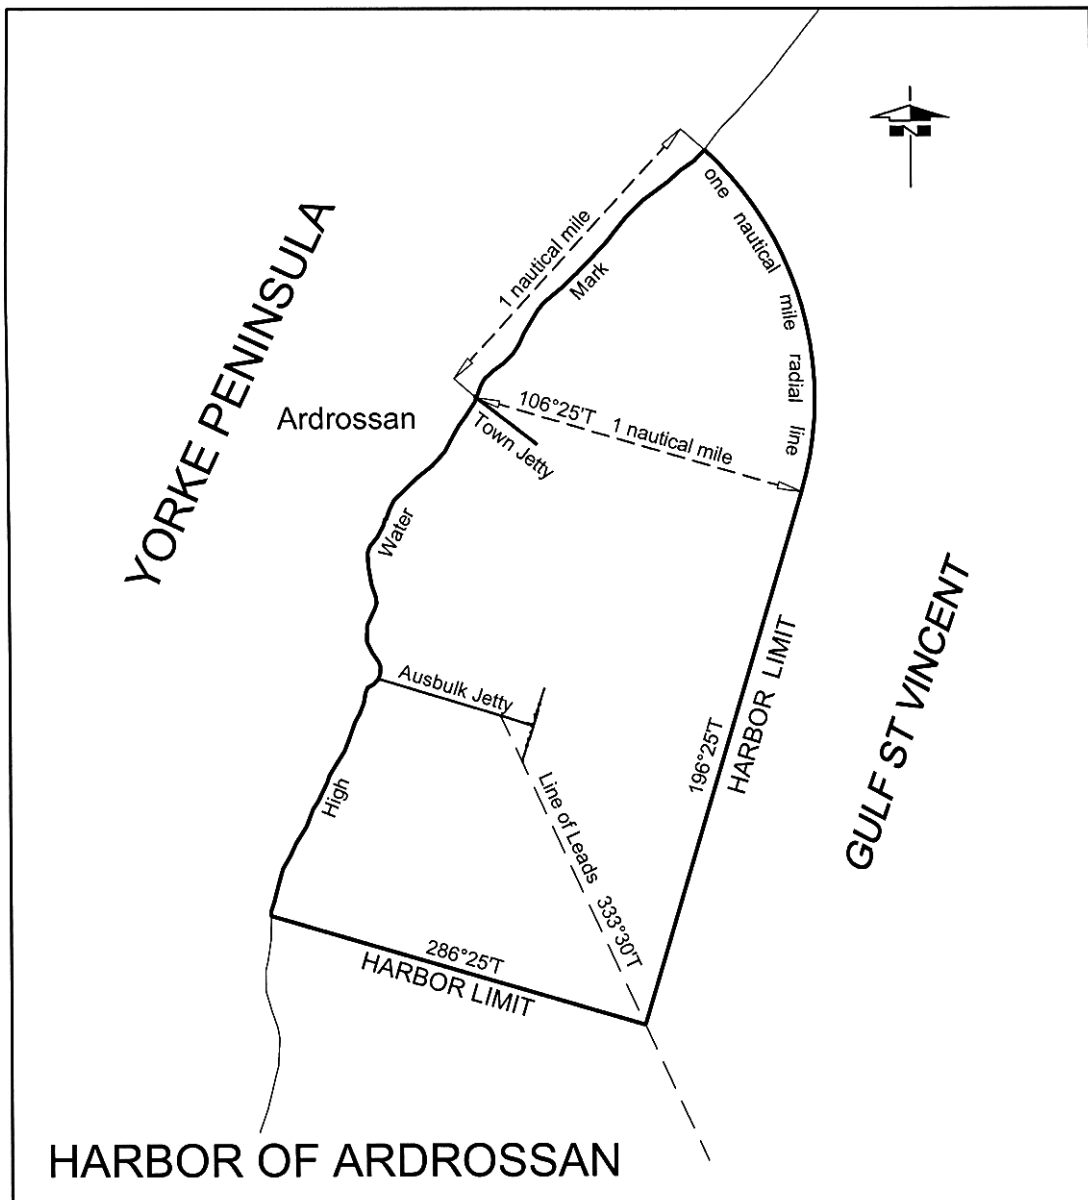 N
one nautical mile radial line
1 nautical mile
Mark
YORKE PENINSULA
Ardrossan
106°25'T 1 nautical mile
Town Jetty
Water
GULF ST VINCENT
Ausbulk Jetty
196°25'T
HARBOR LIMIT
High
Line of Leads 333°30'T
286°25'T
HARBOR LIMIT
HARBOR OF ARDROSSAN